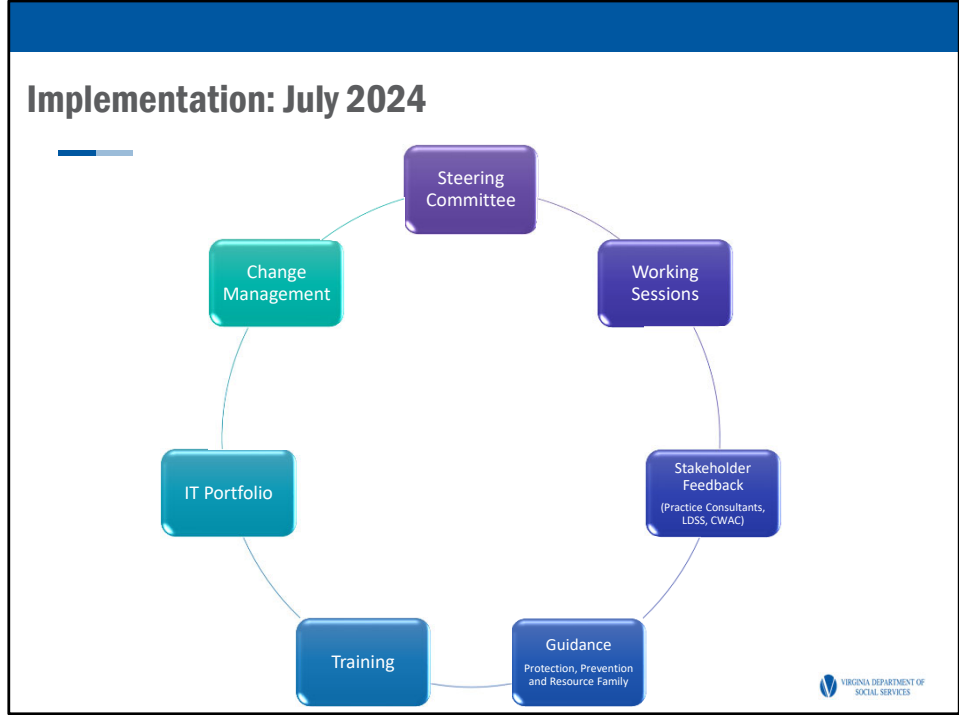 Implementation: July 2024
Steering
Committee
Working
Sessions
Stakeholder
Feedback
(Practice Consultants,
LDSS, CWAC)
Guidance
Protection, Prevention
and Resource Family
Training
IT Portfolio
Change
Management
VIRGINIA DEPARTMENT OF
SOCIAL SERVICES